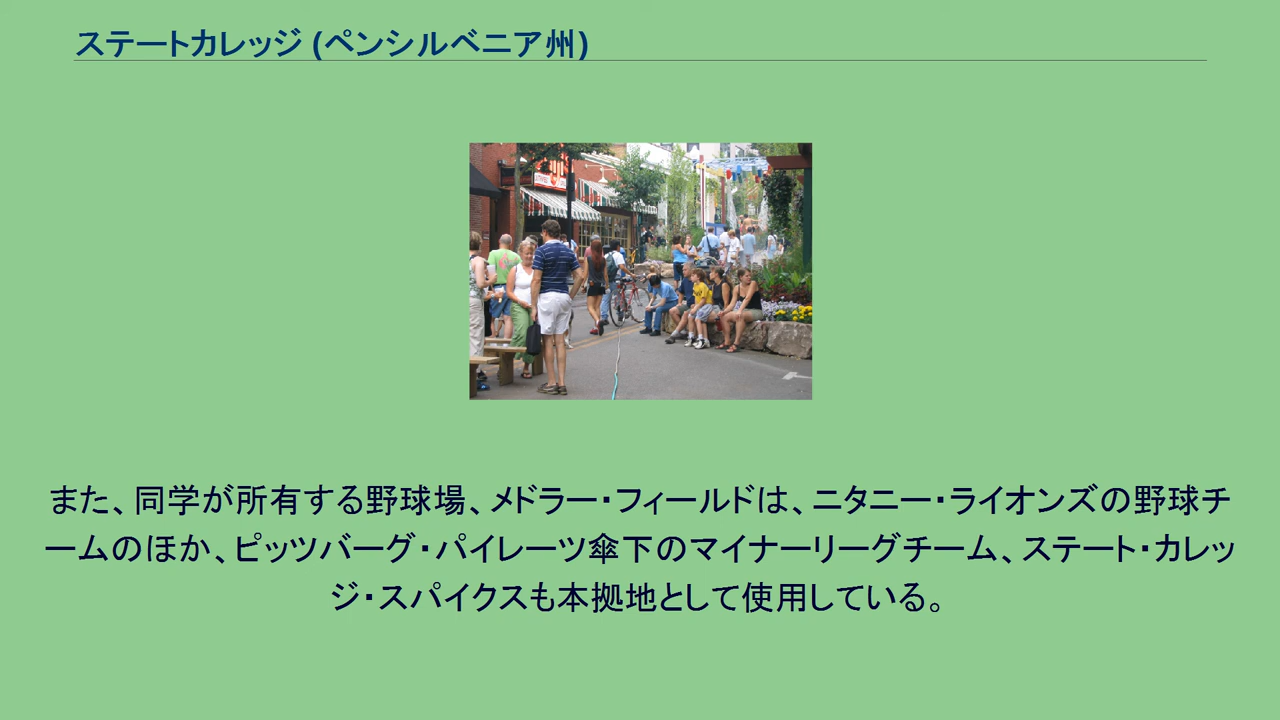 ステートカレッジ (ペンシルベニア州)
また、同学が所有する野球場、メドラー・フィールドは、ニタニー・ライオンズの野球チ
ームのほか、ピッツバーグ・パイレーツ傘下のマイナーリーグチーム、ステート・カレッ
ジ・スパイクスも本拠地として使用している。